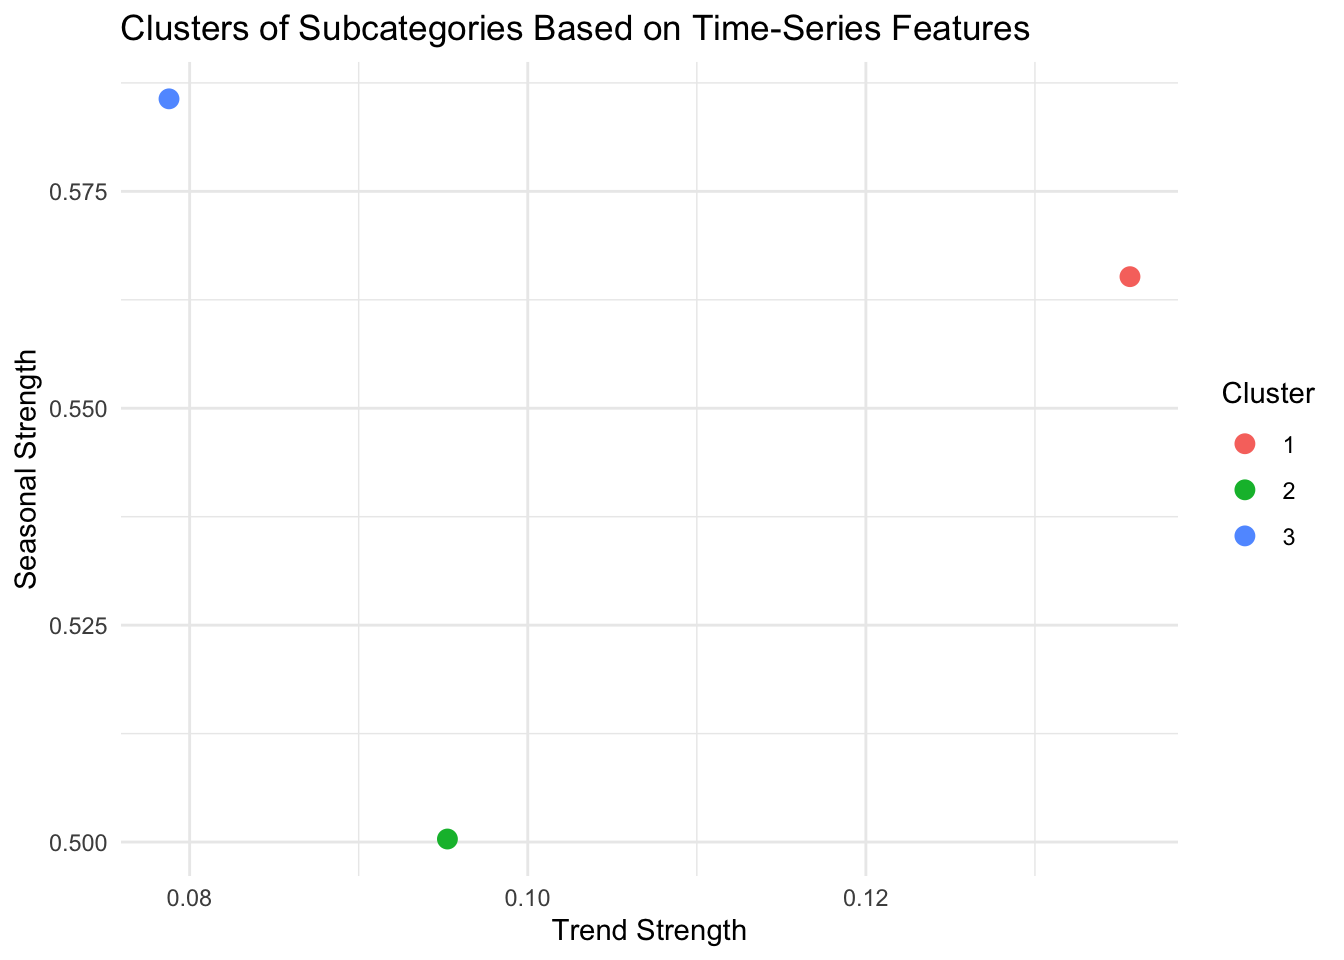 Clusters of Subcategories Based on Time-Series Features
Seasonal Strength
0.575
0.550
0.525
0.500
0.08
0.10
0.12
Trend Strength
Cluster
1
2
3